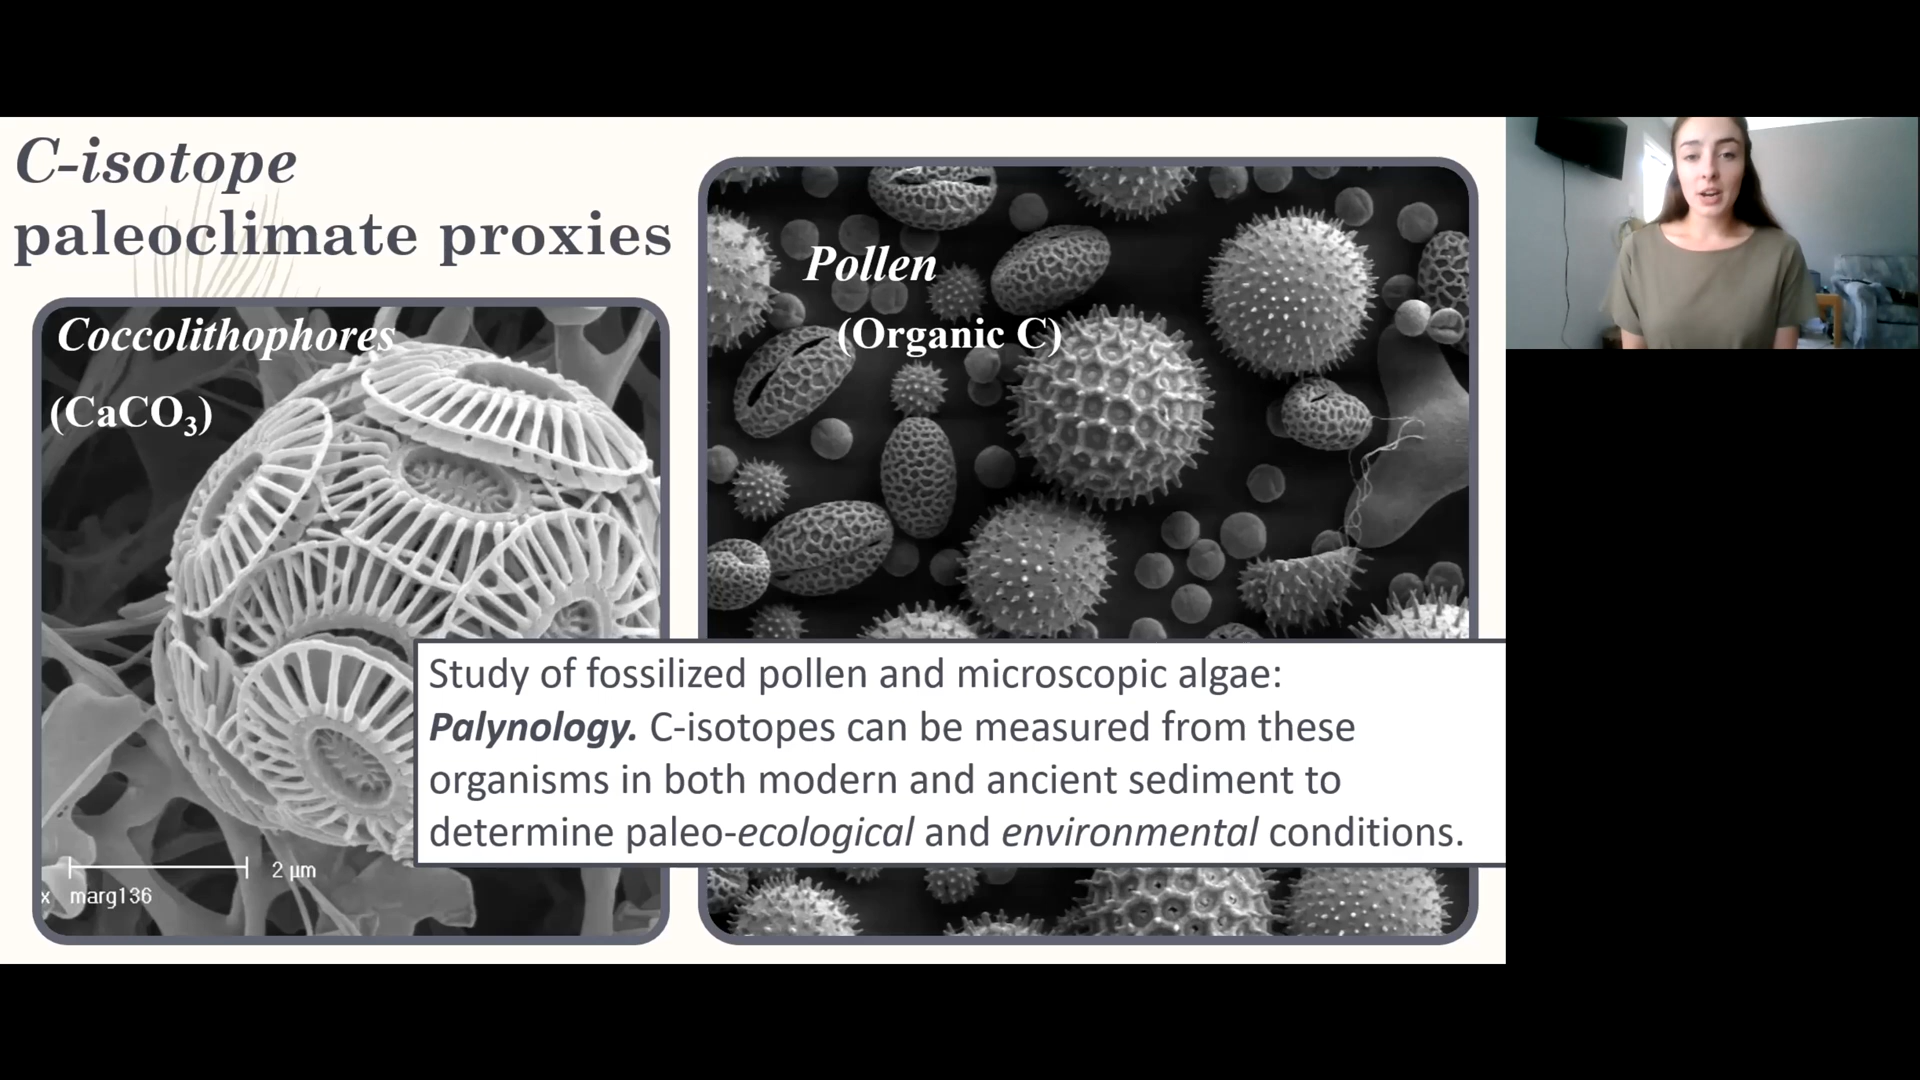 C-isotope
paleoclimate proxies
Coccolithophores
(CaCO₃)
2 µm
x marg136
Pollen
(Organic C)
Study of fossilized pollen and microscopic algae:
Palynology. C-isotopes can be measured from these
organisms in both modern and ancient sediment to
determine paleo-ecological and environmental conditions.